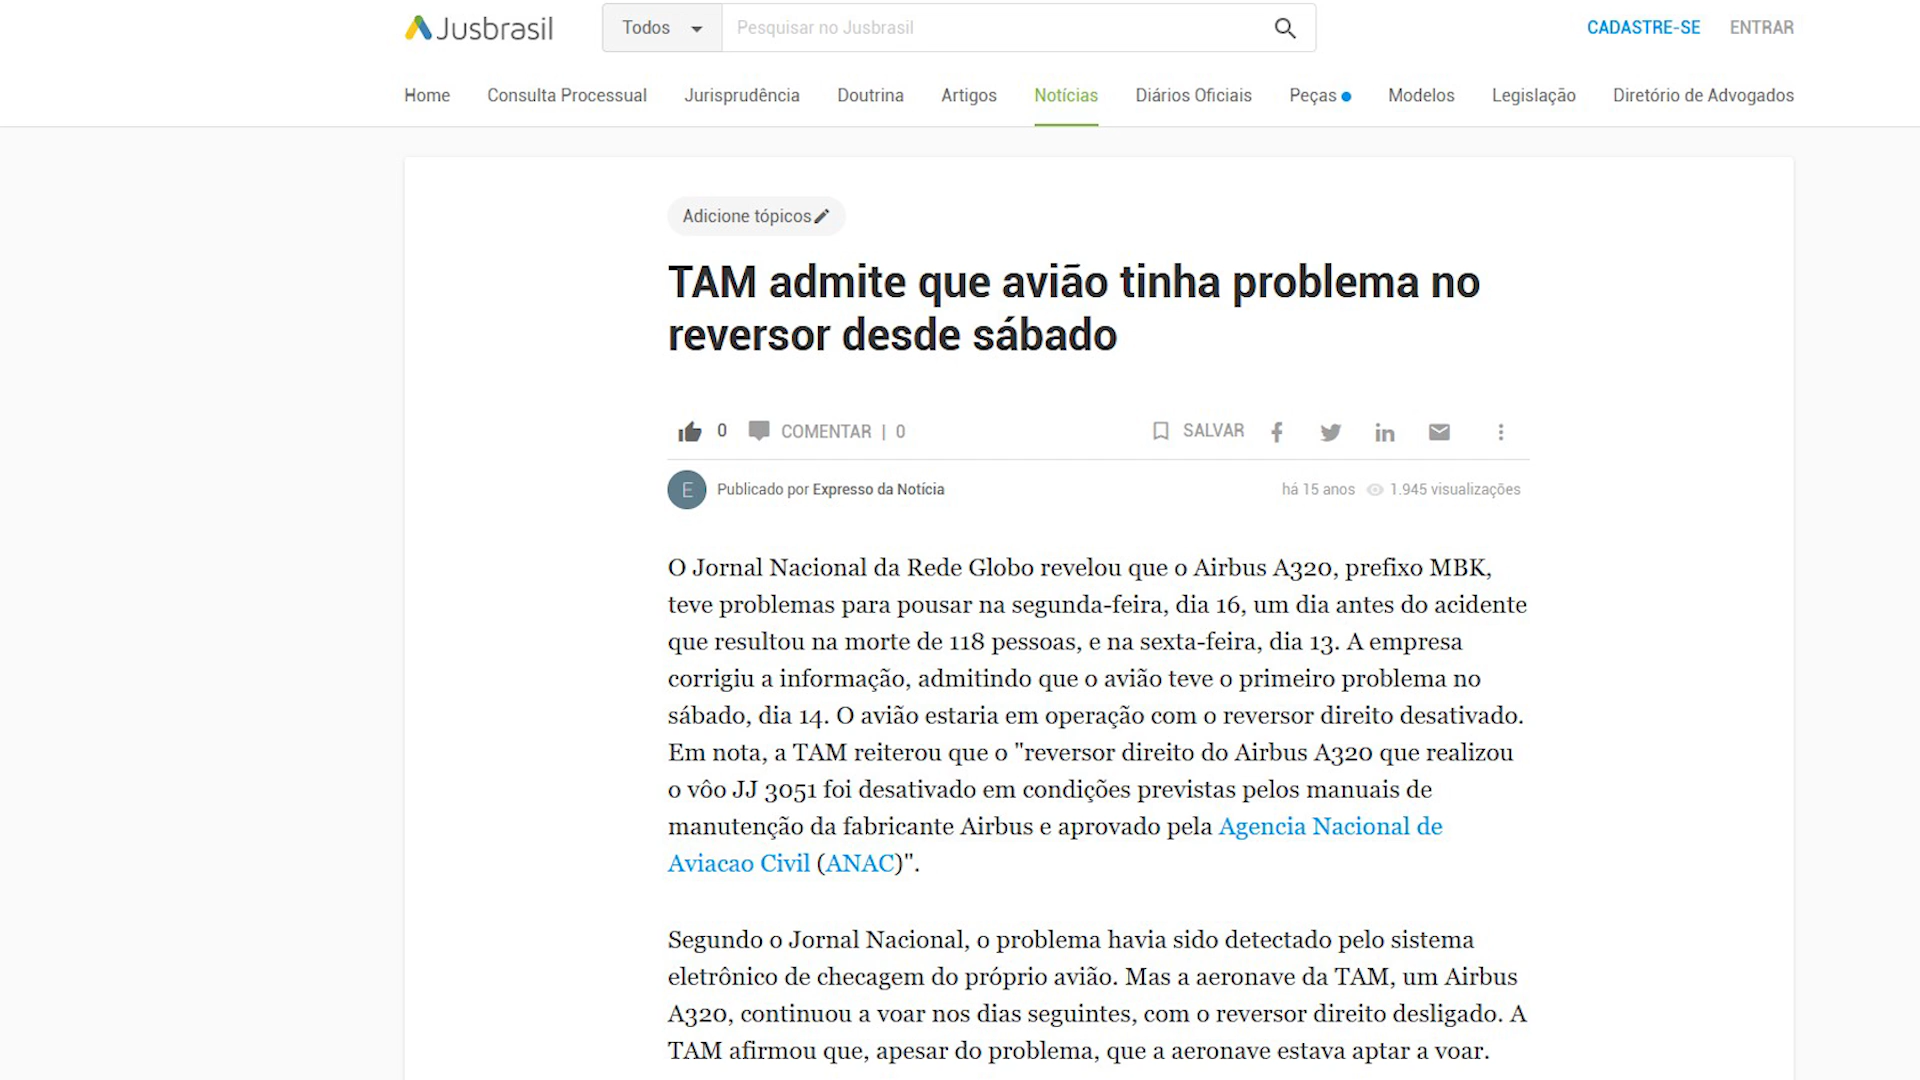 Jusbrasil
Todos
Pesquisar no Jusbrasil
CADASTRE-SE
ENTRAR
Home
Consulta Processual
Jurisprudência
Doutrina
Artigos
Notícias
Diários Oficiais
Peças
Modelos
Legislação
Diretório de Advogados
Adicione tópicos
TAM admite que avião tinha problema no
reversor desde sábado
0
COMENTAR | 0
SALVAR
E
Publicado por Expresso da Notícia
há 15 anos
1.945 visualizações
O Jornal Nacional da Rede Globo revelou que o Airbus A320, prefixo MBK,
teve problemas para pousar na segunda-feira, dia 16, um dia antes do acidente
que resultou na morte de 118 pessoas, e na sexta-feira, dia 13. A empresa
corrigiu a informação, admitindo que o avião teve o primeiro problema no
sábado, dia 14. O avião estaria em operação com o reversor direito desativado.
Em nota, a TAM reiterou que o "reversor direito do Airbus A320 que realizou
o vôo JJ 3051 foi desativado em condições previstas pelos manuais de
manutenção da fabricante Airbus e aprovado pela Agencia Nacional de
Aviacao Civil (ANAC)".
Segundo o Jornal Nacional, o problema havia sido detectado pelo sistema
eletrônico de checagem do próprio avião. Mas a aeronave da TAM, um Airbus
A320, continuou a voar nos dias seguintes, com o reversor direito desligado. A
TAM afirmou que, apesar do problema, que a aeronave estava aptar a voar.